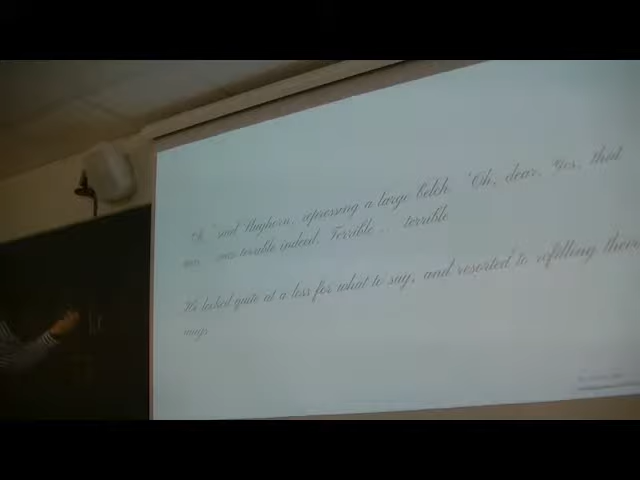 "Ah," said Slughorn, repressing a large belch. "Oh, dear. Yes, that
was... was terrible indeed. Terrible... terrible
He looked quite at a loss for what to say, and resorted to refilling their
mugs.